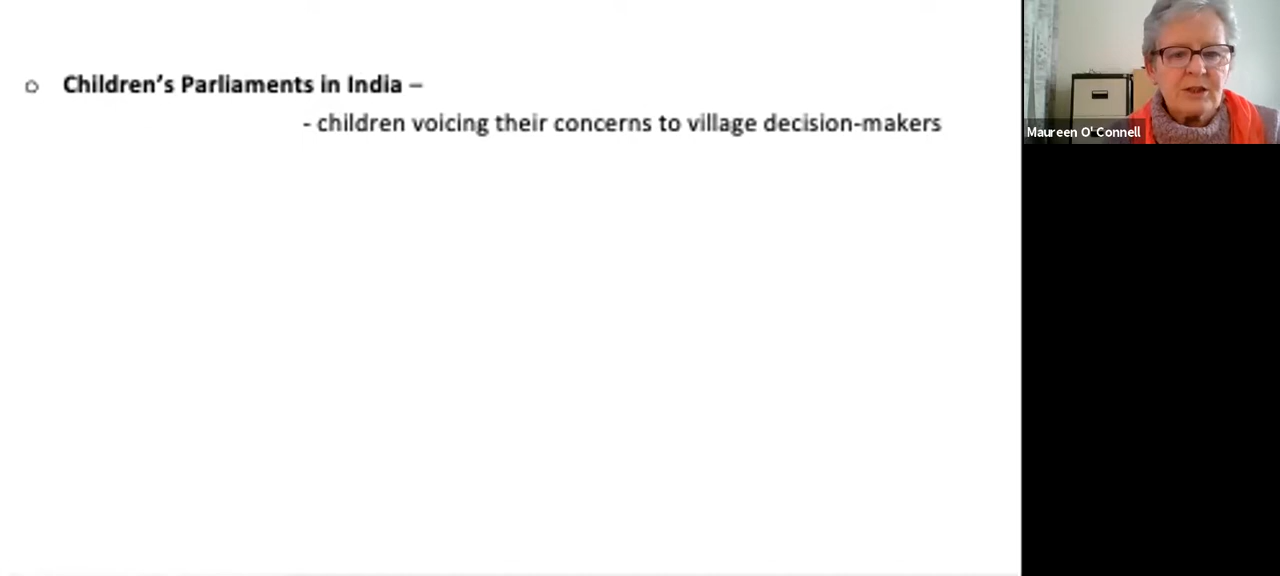 o Children's Parliaments in India –
- children voicing their concerns to village decision-makers
Maureen O' Connell